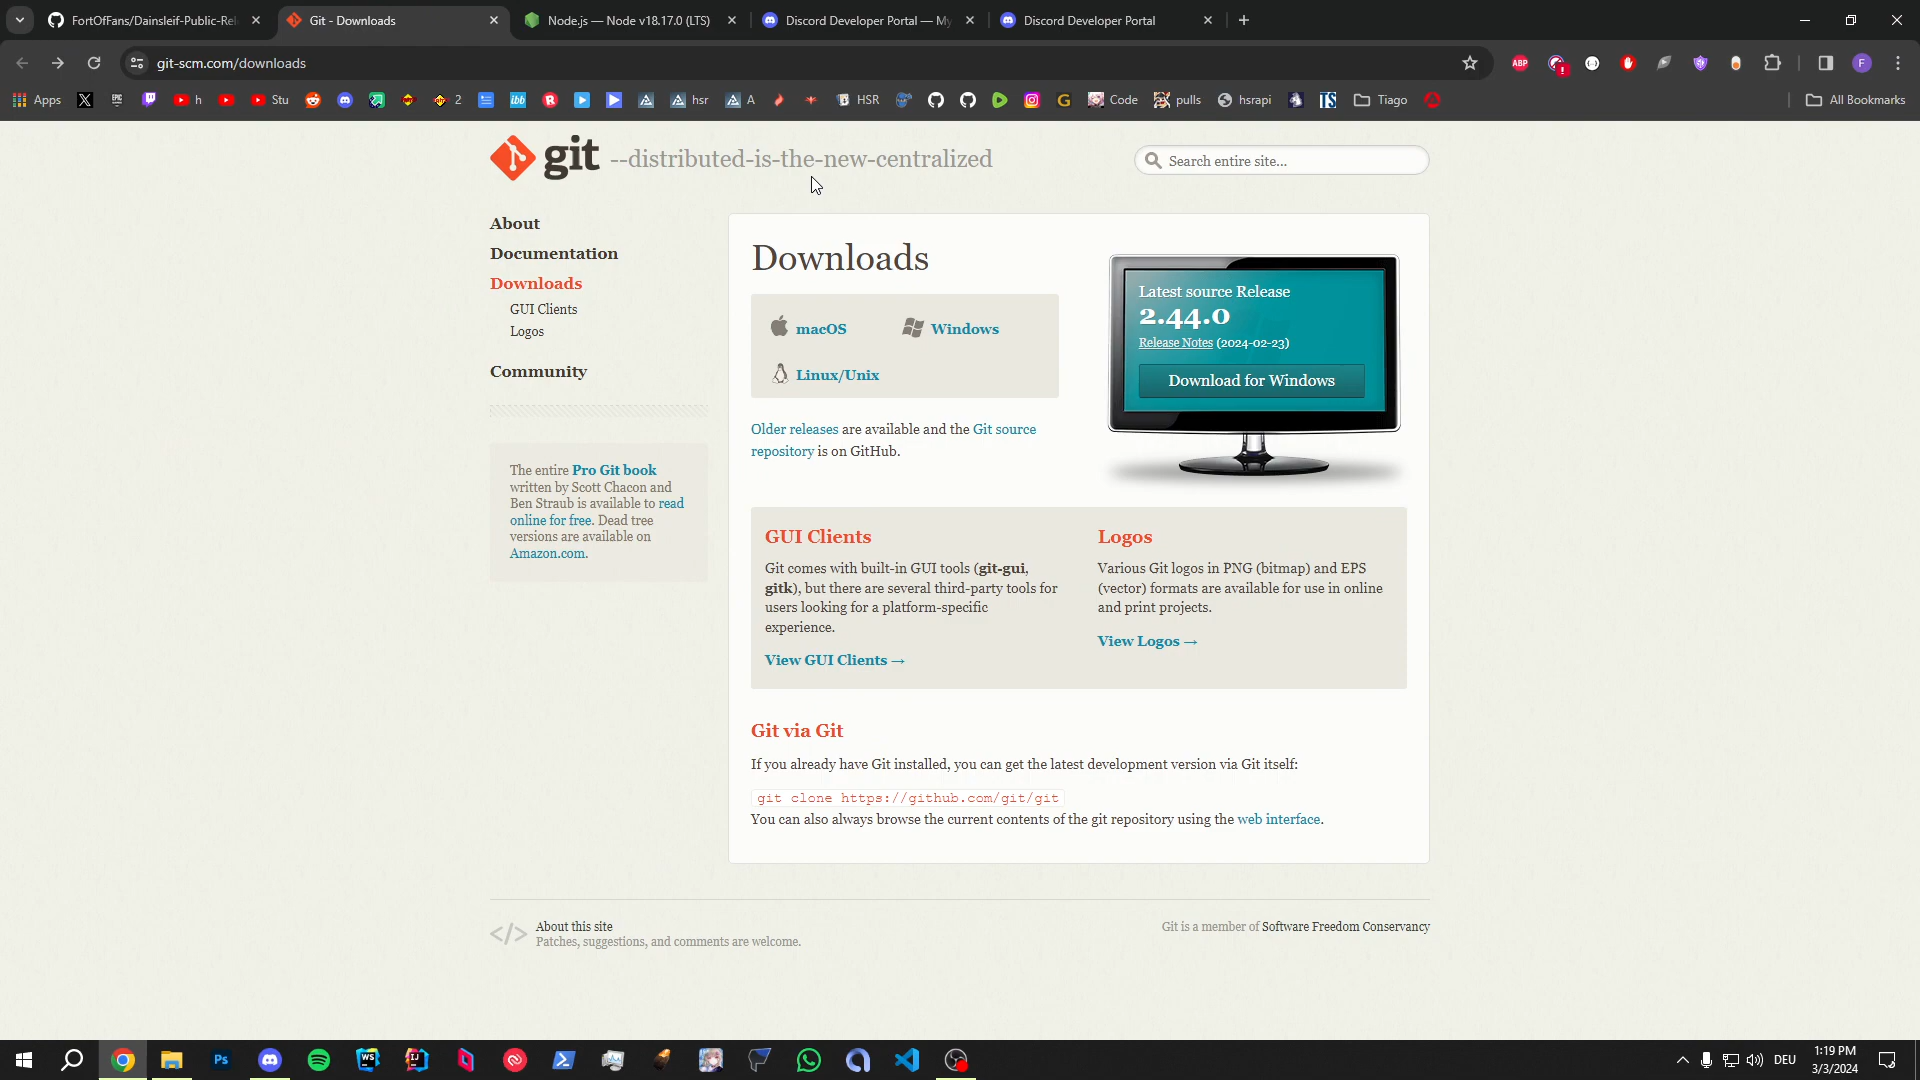 FortOfFans/Dainsleif-Public-Rel
Git - Downloads
Node.js — Node v18.17.0 (LTS)
Discord Developer Portal — My
Discord Developer Portal
git-scm.com/downloads
ABP
F
Apps
EPIC
h
Stu
2
ibb
hsr
A
HSR
G
Code
pulls
hsrapi
TS
Tiago
All Bookmarks
git --distributed-is-the-new-centralized
Search entire site...
About
Documentation
Downloads
GUI Clients
Logos
Community
The entire Pro Git book
written by Scott Chacon and
Ben Straub is available to read
online for free. Dead tree
versions are available on
Amazon.com.
Downloads
macOS
Windows
Linux/Unix
Older releases are available and the Git source
repository is on GitHub.
Latest source Release
2.44.0
Release Notes (2024-02-23)
Download for Windows
GUI Clients
Git comes with built-in GUI tools (git-gui,
gitk), but there are several third-party tools for
users looking for a platform-specific
experience.
View GUI Clients →
Logos
Various Git logos in PNG (bitmap) and EPS
(vector) formats are available for use in online
and print projects.
View Logos →
Git via Git
If you already have Git installed, you can get the latest development version via Git itself:
git clone https://github.com/git/git
You can also always browse the current contents of the git repository using the web interface.
</> About this site
Patches, suggestions, and comments are welcome.
Git is a member of Software Freedom Conservancy
Ps
WS
IJ
DEU
1:19 PM
3/3/2024